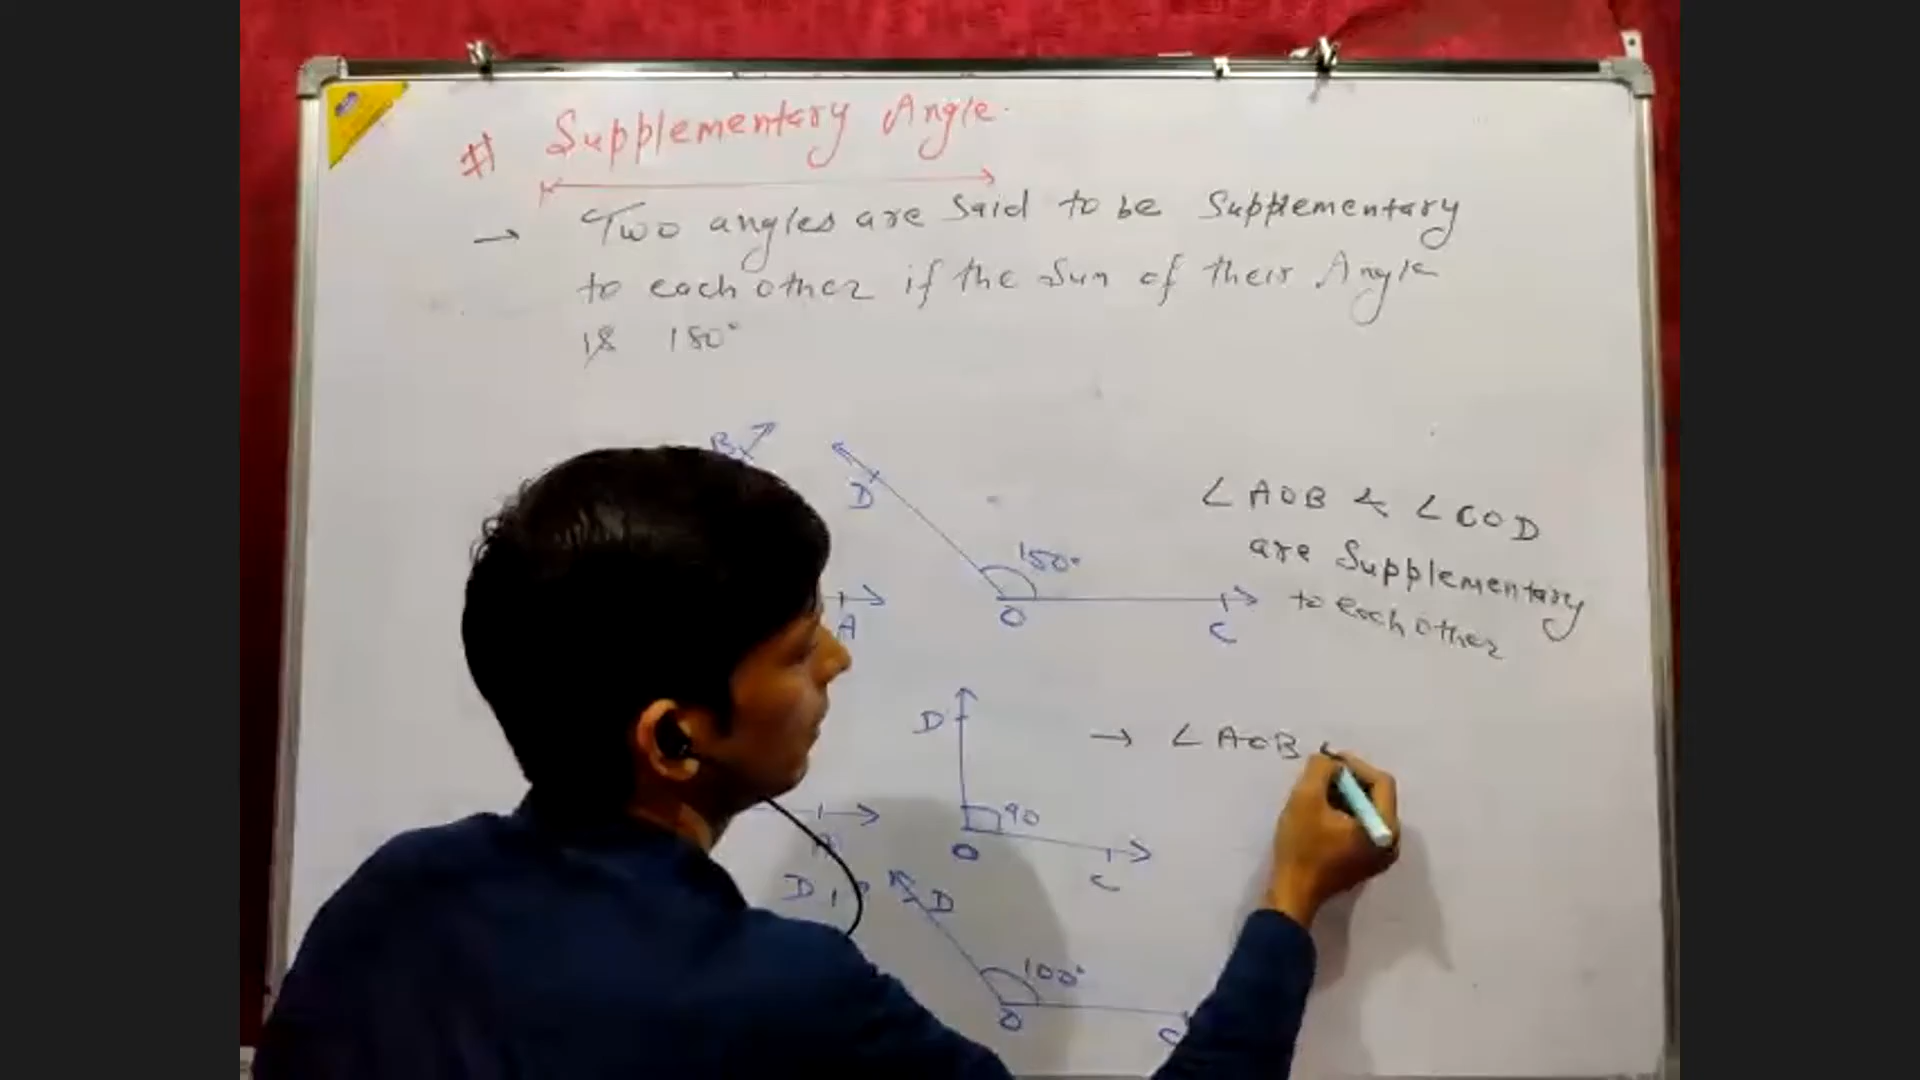 # Supplementary Angle.
→ Two angles are said to be Supplementary
to each other if the Sum of their Angle
is 180°
B
D
150°
A
O
C
∠AOB & ∠COD
are Supplementary
to each other
D
90
O
C
A
→ ∠AOB
D
D
100°
O
C